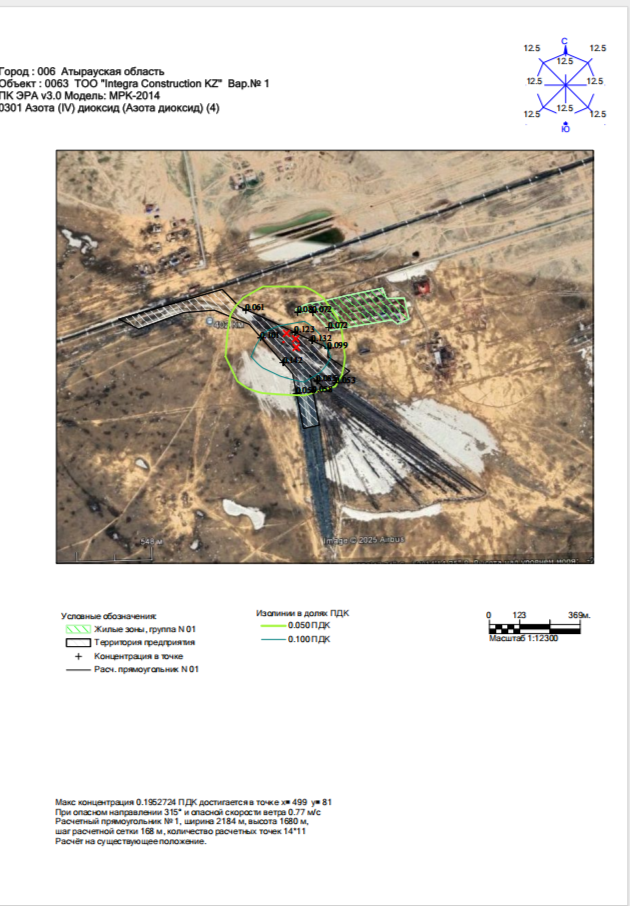 Город : 006 Атырауская область
Объект : 0063 ТОО "Integra Construction KZ" Вар.№ 1
ПК ЭРА v3.0 Модель: МРК-2014
0301 Азота (IV) диоксид (Азота диоксид) (4)
С
12.5 12.5
12.5
12.5 12.5
12.5 12.5
12.5
Ю
0.061
0.072
0.072
0.123
0.132
0.099
548 м
Image © 2025 Airbus
Условные обозначения:
Жилые зоны, группа N 01
Территория предприятия
Концентрация в точке
Расч. прямоугольник N 01
Изолинии в долях ПДК
0.050 ПДК
0.100 ПДК
0 123 369м.
Масштаб 1:12300
Макс концентрация 0.1952724 ПДК достигается в точке x= 499 y= 81
При опасном направлении 315° и опасной скорости ветра 0.77 м/с
Расчетный прямоугольник № 1, ширина 2184 м, высота 1680 м,
шаг расчетной сетки 168 м, количество расчетных точек 14*11
Расчёт на существующее положение.